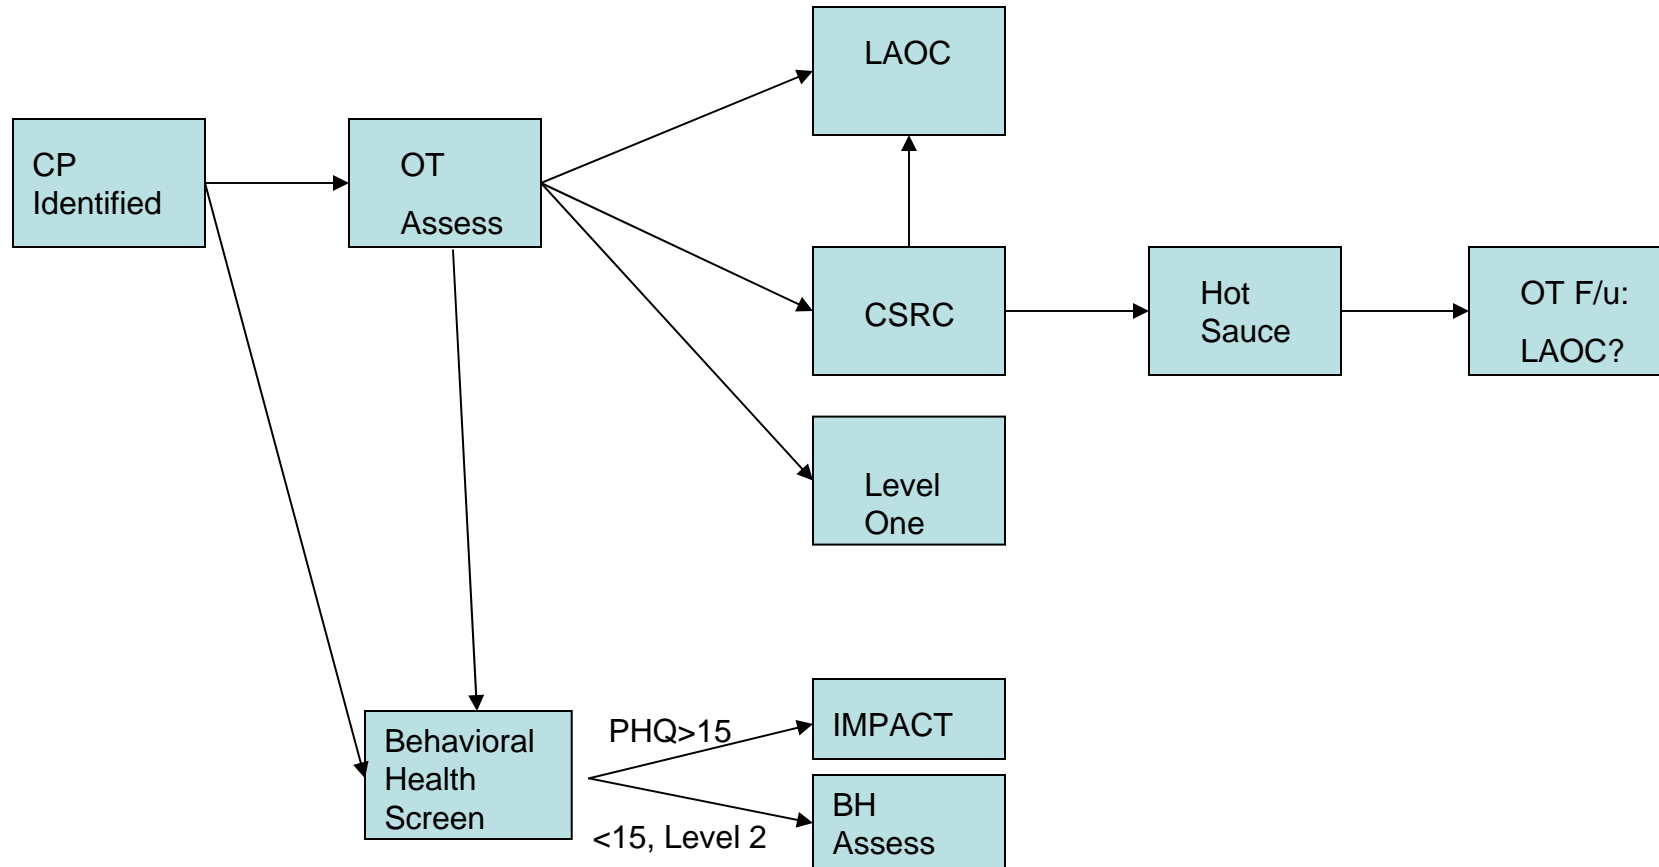 LAOC
CP
Identified
OT
Assess
CSRC
Hot
Sauce
OT F/u:
LAOC?
Level
One
Behavioral
Health
Screen
PHQ>15
IMPACT
<15, Level 2
BH
Assess